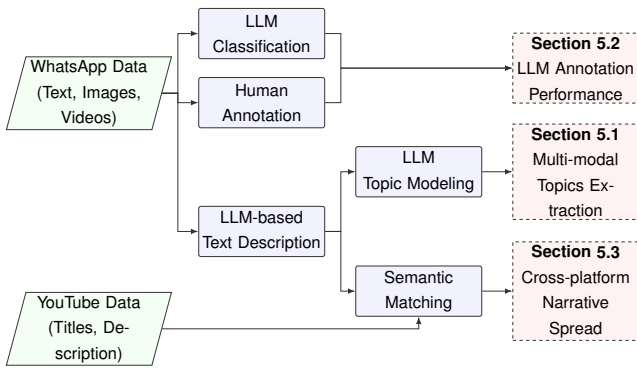 LLM
Classification
WhatsApp Data
(Text, Images,
Videos)
Human
Annotation
Section 5.2
LLM Annotation
Performance
LLM
Topic Modeling
Section 5.1
Multi-modal
Topics Ex-
traction
LLM-based
Text Description
Semantic
Matching
Section 5.3
Cross-platform
Narrative
Spread
YouTube Data
(Titles, De-
scription)